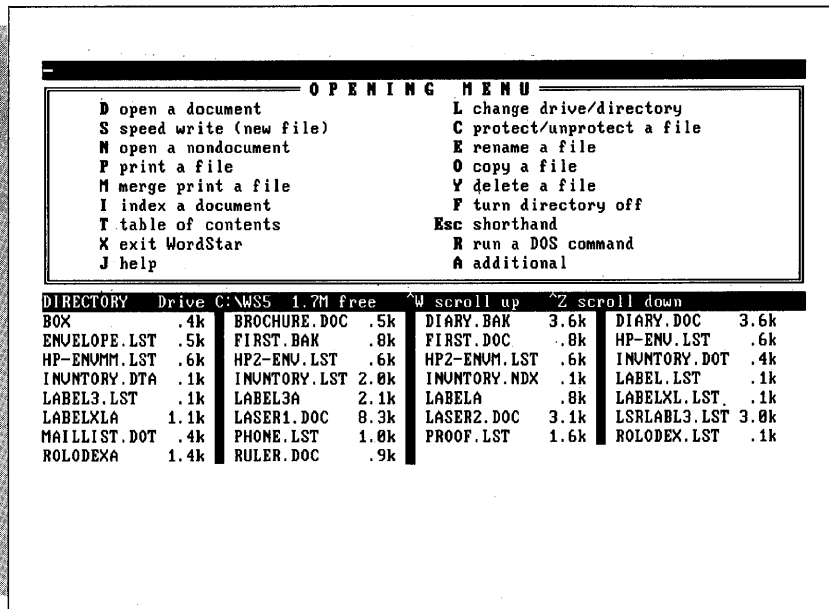 OPENING MENU
D open a document L change drive/directory
S speed write (new file) C protect/unprotect a file
N open a nondocument E rename a file
P print a file O copy a file
M merge print a file Y delete a file
I index a document F turn directory off
T table of contents Esc shorthand
X exit WordStar R run a DOS command
J help A additional
DIRECTORY Drive C:\WS5 1.7M free ^W scroll up ^Z scroll down
BOX .4k BROCHURE.DOC .5k DIARY.BAK 3.6k DIARY.DOC 3.6k
ENVELOPE.LST .5k FIRST.BAK .8k FIRST.DOC .8k HP-ENV.LST .6k
HP-ENVMM.LST .6k HP2-ENV.LST .6k HP2-ENVM.LST .6k INVNTORY.DOT .4k
INVNTORY.DTA .1k INVNTORY.LST 2.0k INVNTORY.NDX .1k LABEL.LST .1k
LABEL3.LST .1k LABEL3A 2.1k LABELA .8k LABELXL.LST .1k
LABELXLA 1.1k LASER1.DOC 8.3k LASER2.DOC 3.1k LSRLABL3.LST 3.0k
MAILLIST.DOT .4k PHONE.LST 1.0k PROOF.LST 1.6k ROLODEX.LST .1k
ROLODEXA 1.4k RULER.DOC .9k